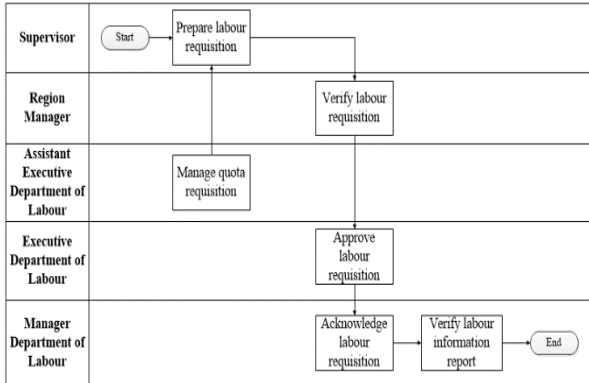 Supervisor
Start
Prepare labour
requisition
Region
Manager
Verify labour
requisition
Assistant
Executive
Department of
Labour
Manage quota
requisition
Executive
Department of
Labour
Approve
labour
requisition
Manager
Department of
Labour
Acknowledge
labour
requisition
Verify labour
information
report
End